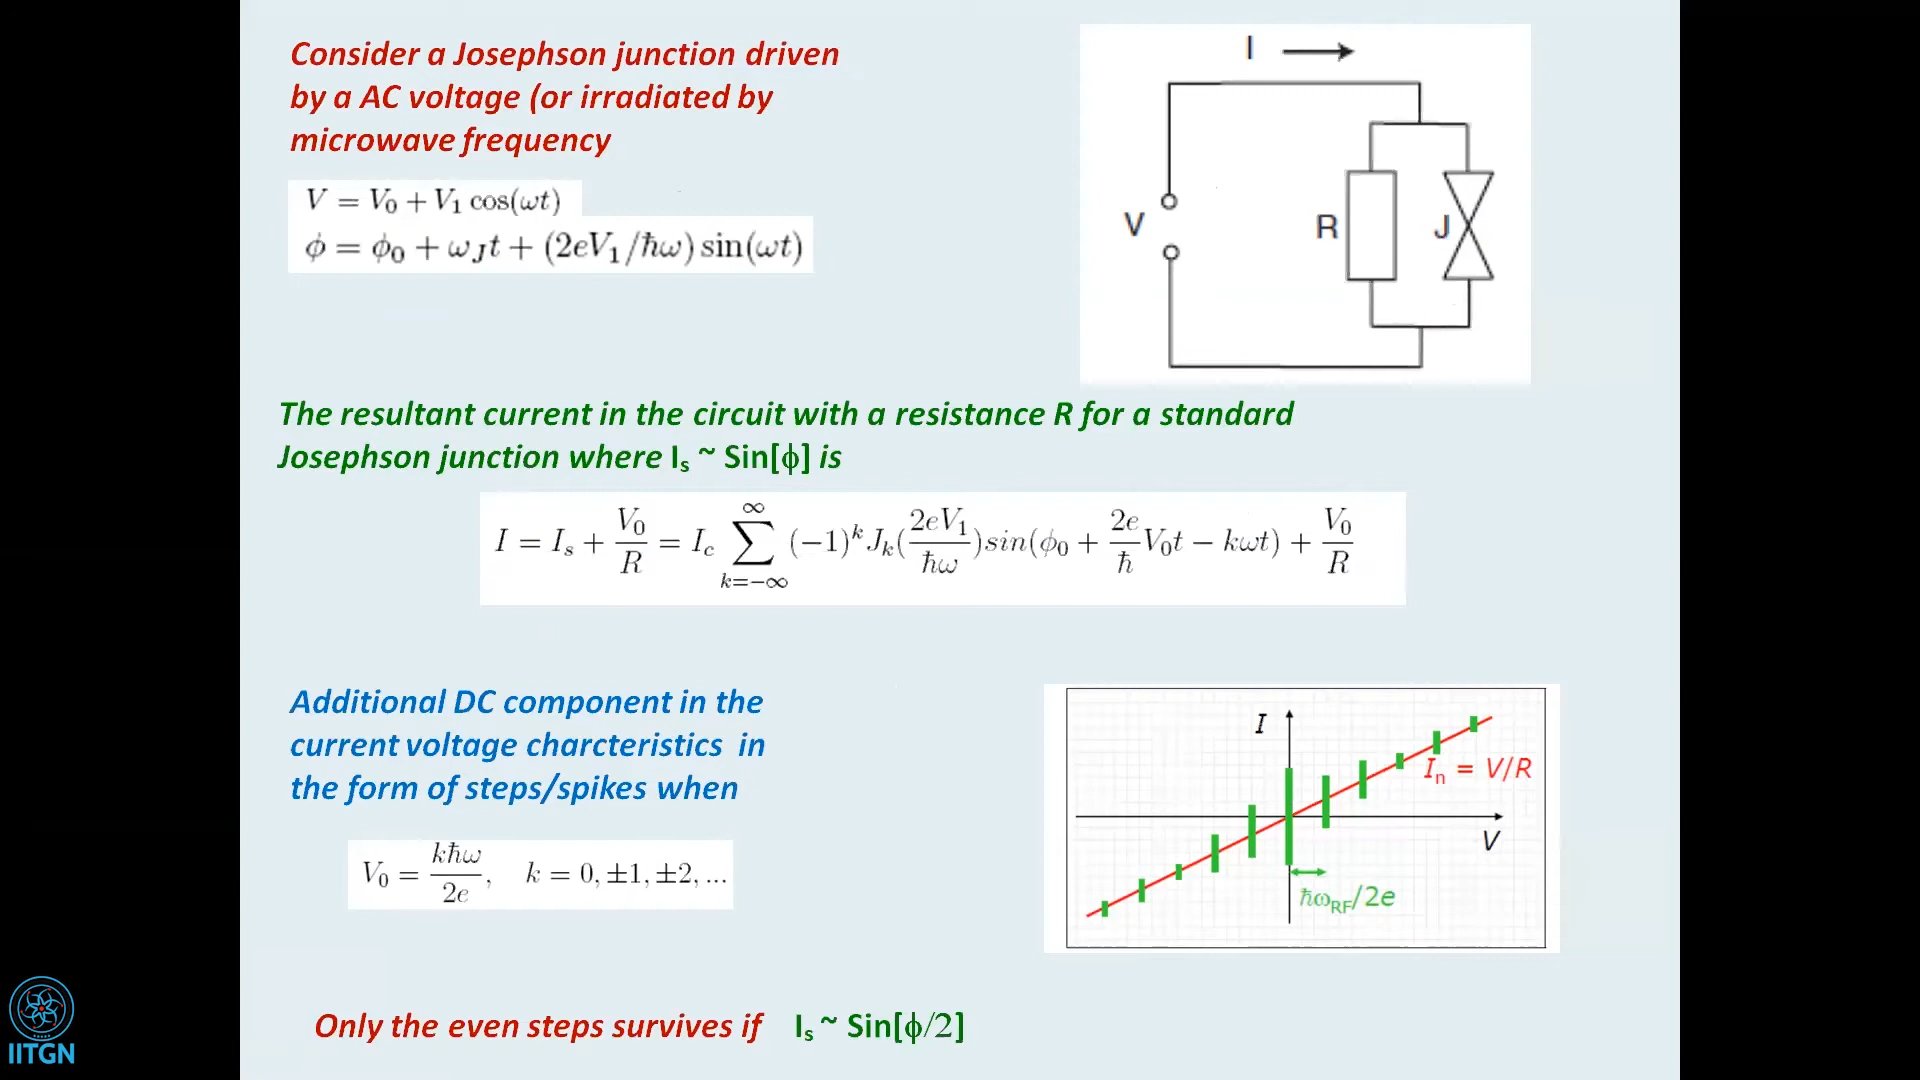 Consider a Josephson junction driven
by a AC voltage (or irradiated by
microwave frequency
V = V₀ + V₁ cos(ωt)
ϕ = ϕ₀ + ω_J t + (2eV₁/ħω) sin(ωt)
I
V
R
J
The resultant current in the circuit with a resistance R for a standard
Josephson junction where Iₛ ~ Sin[ϕ] is
I = Iₛ + V₀/R = I_c ∑_{k=−∞}^{∞} (−1)^k J_k(2eV₁/ħω) sin(ϕ₀ + 2e/ħ V₀t − kωt) + V₀/R
Additional DC component in the
current voltage charcteristics in
the form of steps/spikes when
V₀ = kħω/2e, k = 0, ±1, ±2, ...
I
Iₙ = V/R
V
ħω_RF/2e
Only the even steps survives if Iₛ ~ Sin[ϕ/2]
IITGN